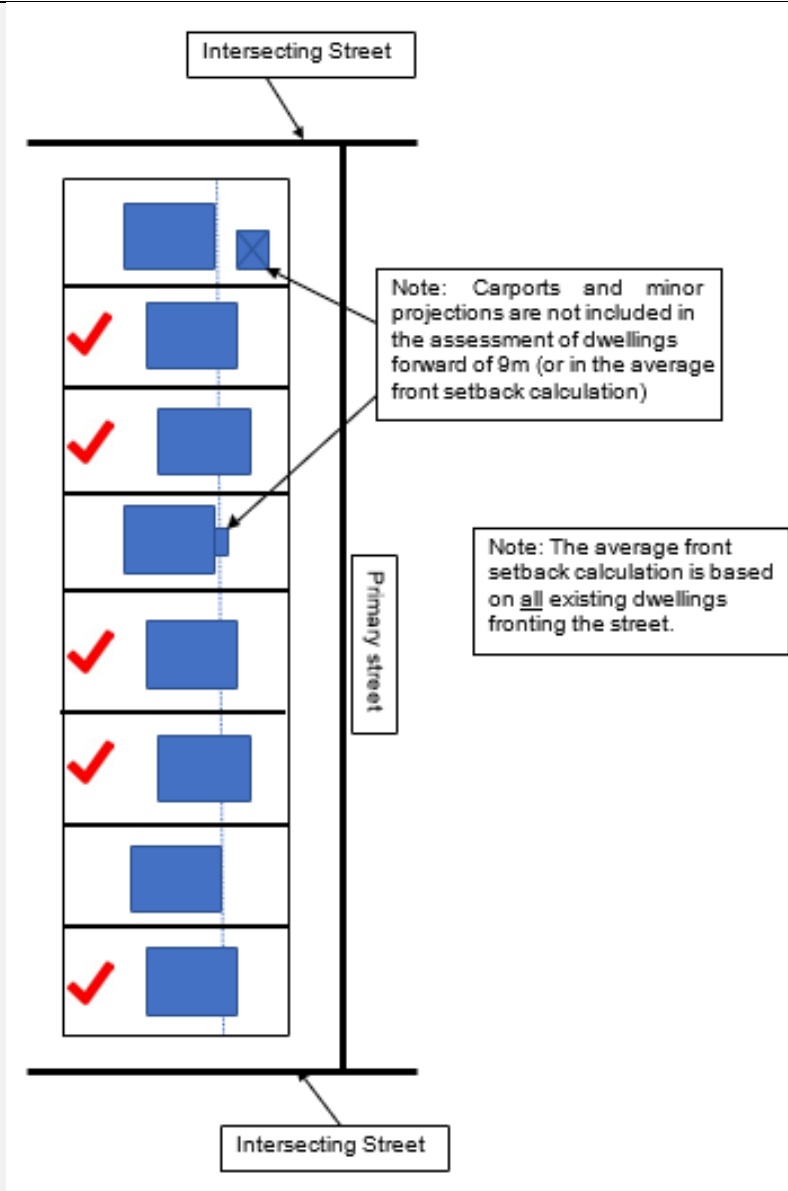 Intersecting Street
Note: Carports and minor
projections are not included in
the assessment of dwellings
forward of 9m (or in the average
front setback calculation)
Note: The average front
setback calculation is based
on all existing dwellings
fronting the street.
Primary street
Intersecting Street